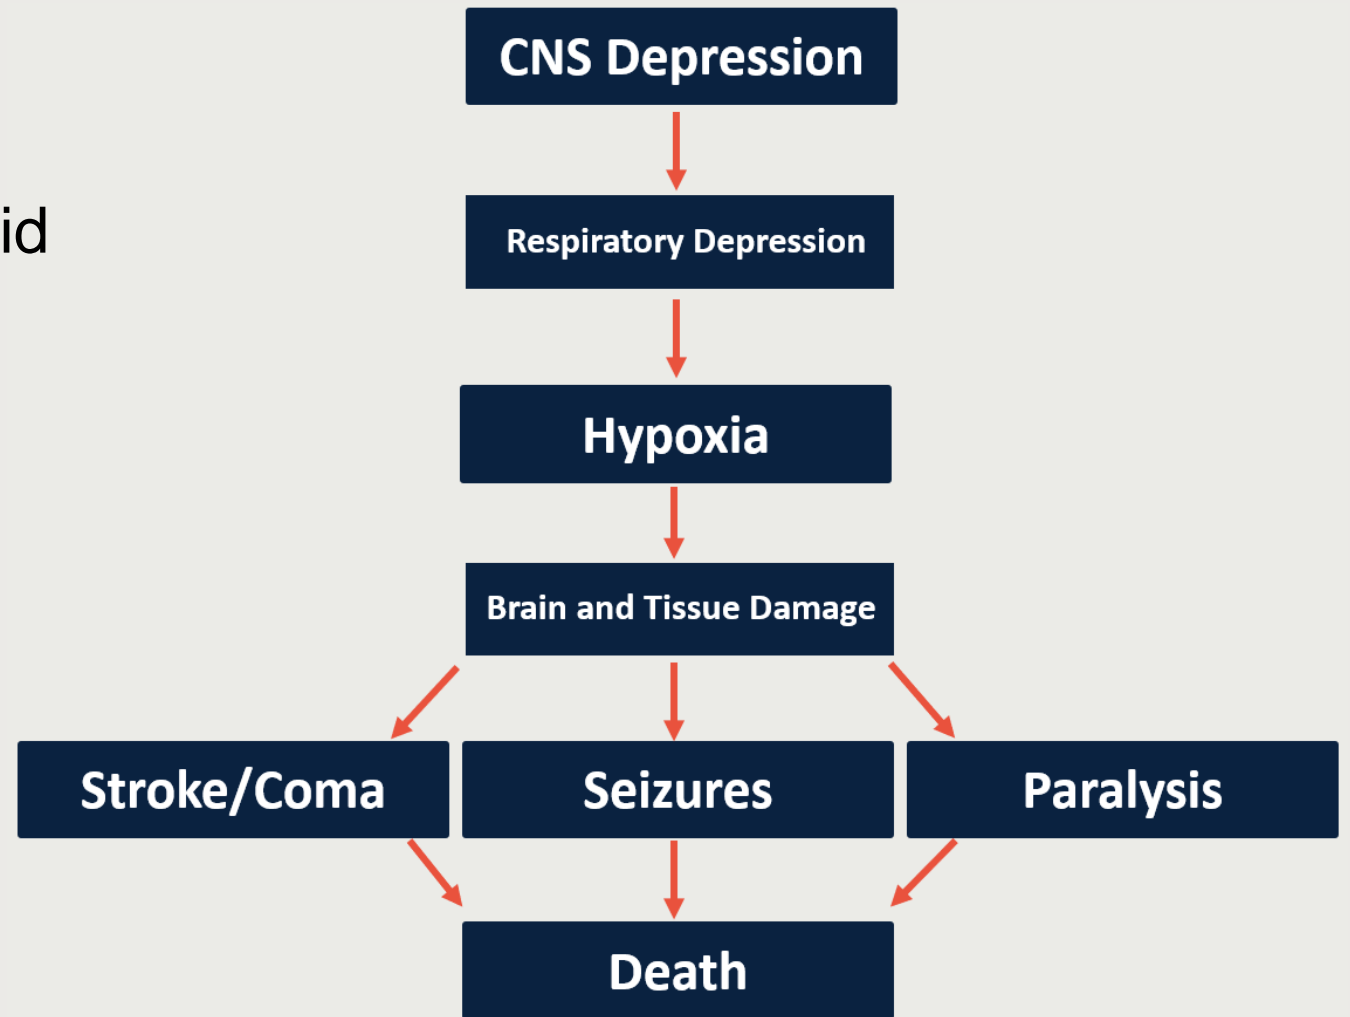 CNS Depression
id
Respiratory Depression
Hypoxia
Brain and Tissue Damage
Stroke/Coma
Seizures
Paralysis
Death